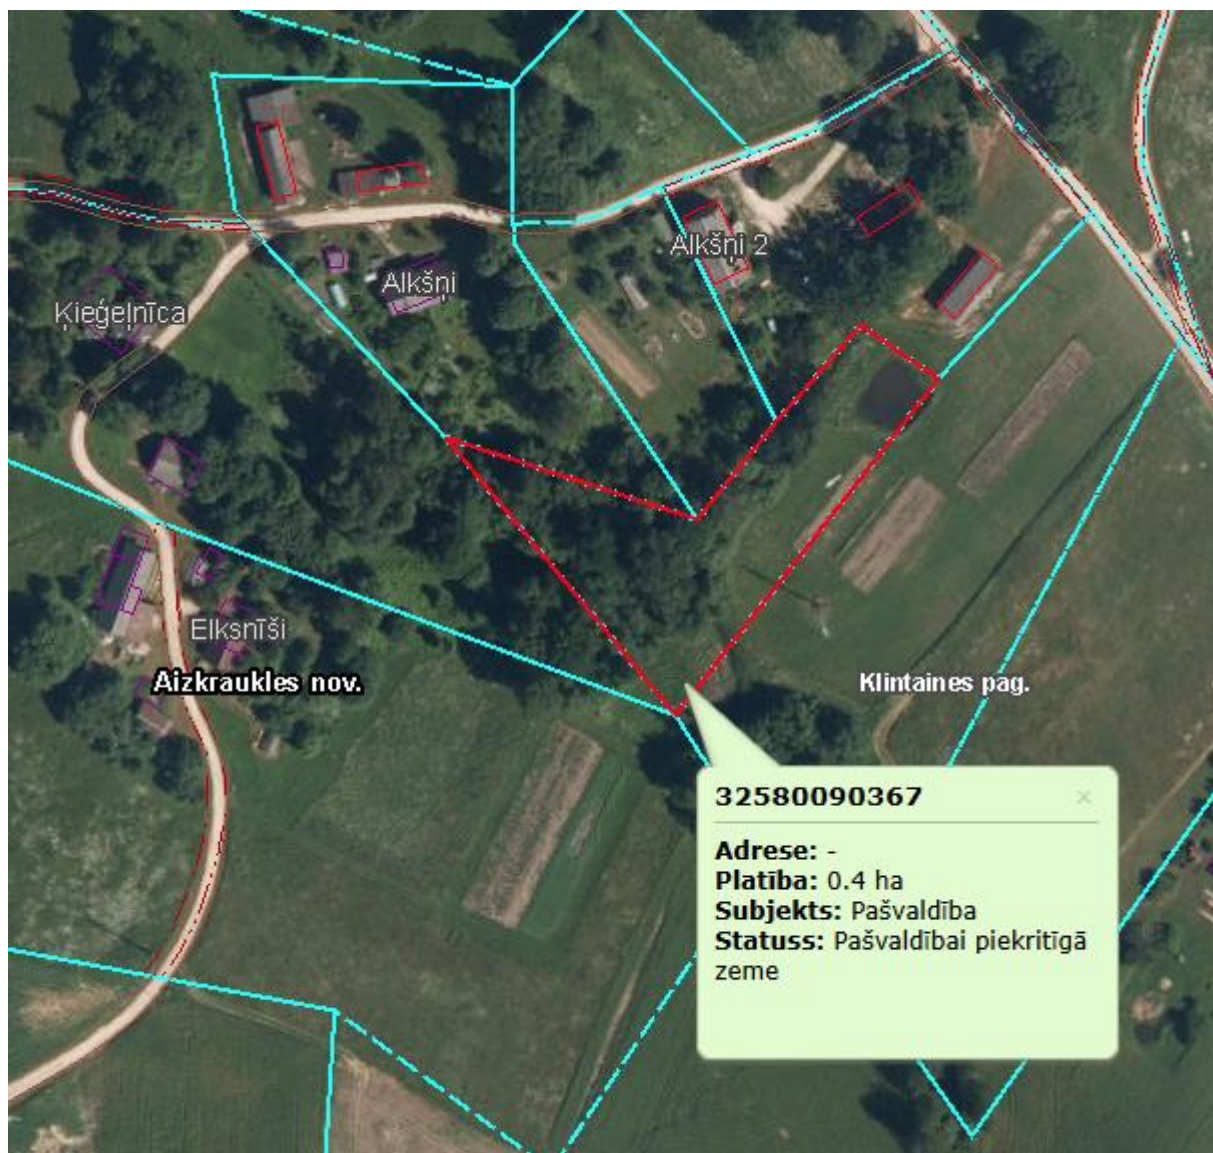 Alkšņi 2
Alkšņi
Ķieģeļnīca
Elksnīši
Aizkraukles nov.
Klintaines pag.
32580090367 ×
Adrese: -
Platība: 0.4 ha
Subjekts: Pašvaldība
Statuss: Pašvaldībai piekritīgā
zeme